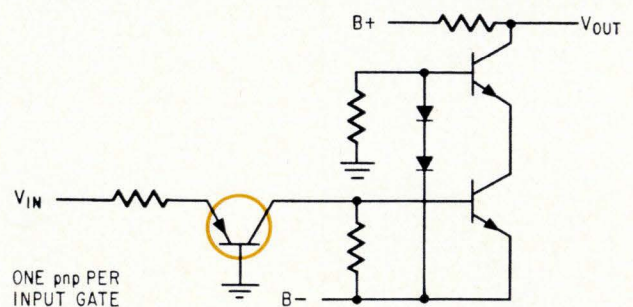 B+
VOUT
VIN
ONE pnp PER
INPUT GATE
B-